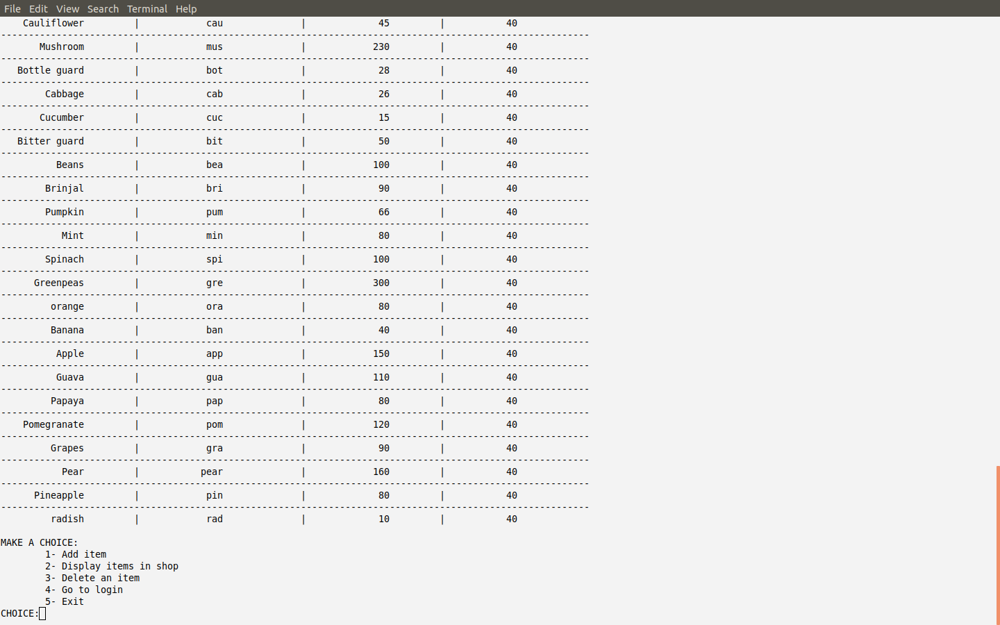 File Edit View Search Terminal Help
Cauliflower | cau | 45 | 40
----------------------------------------------------------------------------------------------------------
Mushroom | mus | 230 | 40
----------------------------------------------------------------------------------------------------------
Bottle guard | bot | 28 | 40
----------------------------------------------------------------------------------------------------------
Cabbage | cab | 26 | 40
----------------------------------------------------------------------------------------------------------
Cucumber | cuc | 15 | 40
----------------------------------------------------------------------------------------------------------
Bitter guard | bit | 50 | 40
----------------------------------------------------------------------------------------------------------
Beans | bea | 100 | 40
----------------------------------------------------------------------------------------------------------
Brinjal | bri | 90 | 40
----------------------------------------------------------------------------------------------------------
Pumpkin | pum | 66 | 40
----------------------------------------------------------------------------------------------------------
Mint | min | 80 | 40
----------------------------------------------------------------------------------------------------------
Spinach | spi | 100 | 40
----------------------------------------------------------------------------------------------------------
Greenpeas | gre | 300 | 40
----------------------------------------------------------------------------------------------------------
orange | ora | 80 | 40
----------------------------------------------------------------------------------------------------------
Banana | ban | 40 | 40
----------------------------------------------------------------------------------------------------------
Apple | app | 150 | 40
----------------------------------------------------------------------------------------------------------
Guava | gua | 110 | 40
----------------------------------------------------------------------------------------------------------
Papaya | pap | 80 | 40
----------------------------------------------------------------------------------------------------------
Pomegranate | pom | 120 | 40
----------------------------------------------------------------------------------------------------------
Grapes | gra | 90 | 40
----------------------------------------------------------------------------------------------------------
Pear | pear | 160 | 40
----------------------------------------------------------------------------------------------------------
Pineapple | pin | 80 | 40
----------------------------------------------------------------------------------------------------------
radish | rad | 10 | 40
MAKE A CHOICE:
1- Add item
2- Display items in shop
3- Delete an item
4- Go to login
5- Exit
CHOICE: